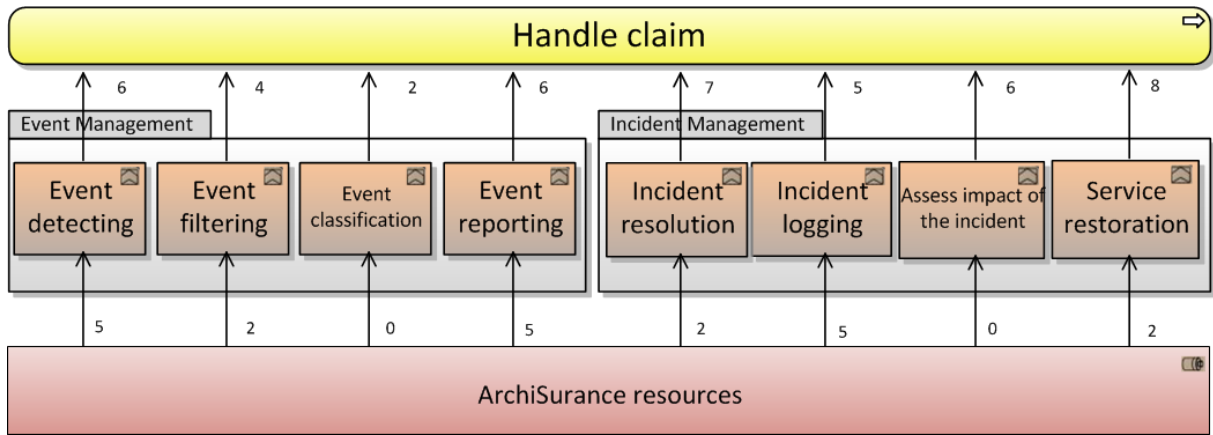 Handle claim
6
4
2
6
7
5
6
8
Event Management
Incident Management
Event
detecting
Event
filtering
Event
classification
Event
reporting
Incident
resolution
Incident
logging
Assess impact of
the incident
Service
restoration
5
2
0
5
2
5
0
2
ArchiSurance resources